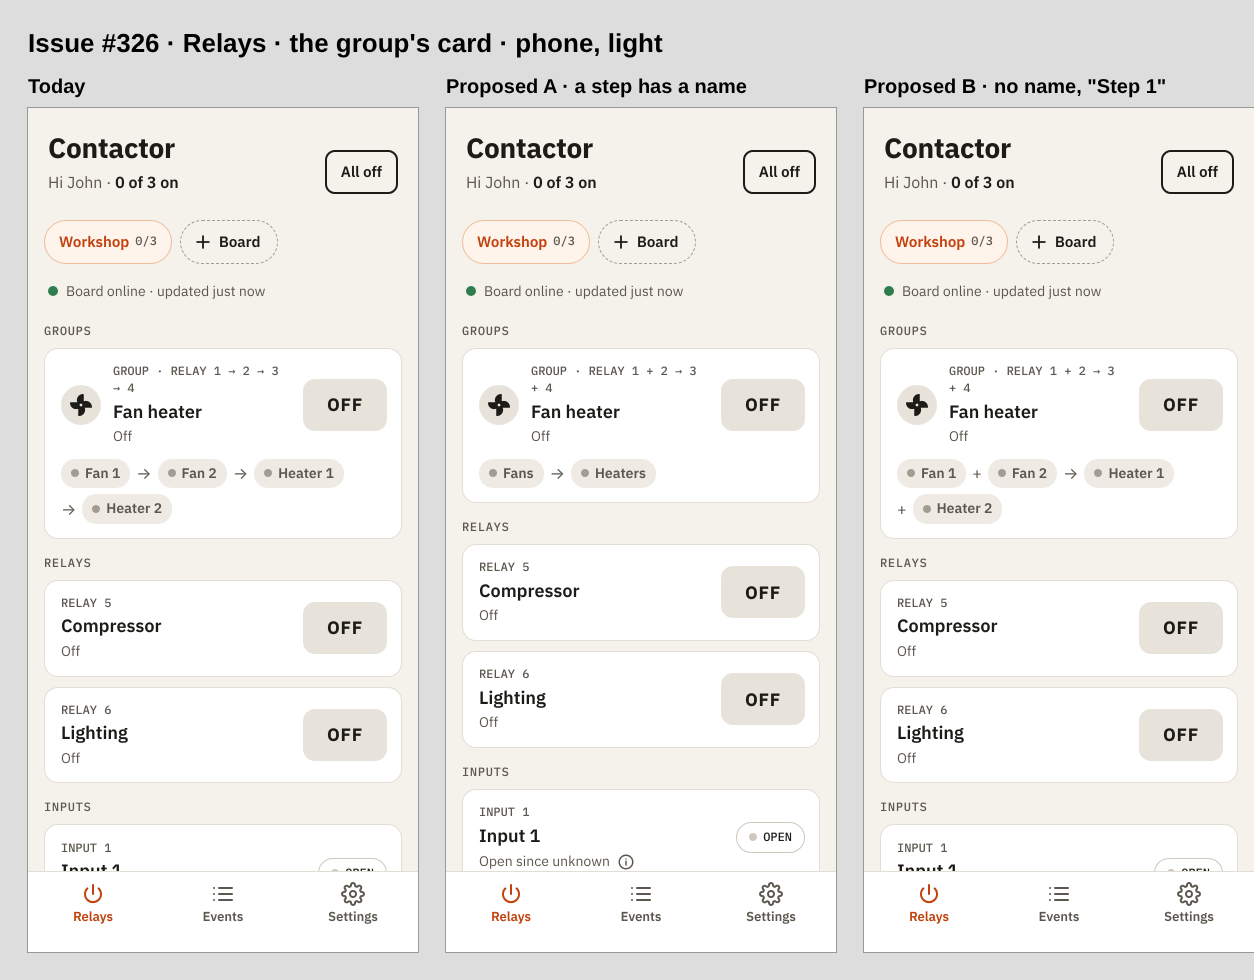 Issue #326 · Relays · the group's card · phone, light
Today
Contactor
Hi John · 0 of 3 on
All off
Workshop 0/3
+ Board
Board online · updated just now
GROUPS
GROUP · RELAY 1 → 2 → 3
→ 4
Fan heater
Off
OFF
Fan 1 → Fan 2 → Heater 1
→ Heater 2
RELAYS
RELAY 5
Compressor
Off
OFF
RELAY 6
Lighting
Off
OFF
INPUTS
INPUT 1
Input 1
OPEN
Relays
Events
Settings
Proposed A · a step has a name
Contactor
Hi John · 0 of 3 on
All off
Workshop 0/3
+ Board
Board online · updated just now
GROUPS
GROUP · RELAY 1 + 2 → 3
+ 4
Fan heater
Off
OFF
Fans → Heaters
RELAYS
RELAY 5
Compressor
Off
OFF
RELAY 6
Lighting
Off
OFF
INPUTS
INPUT 1
Input 1
Open since unknown
OPEN
Relays
Events
Settings
Proposed B · no name, "Step 1"
Contactor
Hi John · 0 of 3 on
All off
Workshop 0/3
+ Board
Board online · updated just now
GROUPS
GROUP · RELAY 1 + 2 → 3
+ 4
Fan heater
Off
OFF
Fan 1 + Fan 2 → Heater 1
+ Heater 2
RELAYS
RELAY 5
Compressor
Off
OFF
RELAY 6
Lighting
Off
OFF
INPUTS
INPUT 1
Input 1
OPEN
Relays
Events
Settings